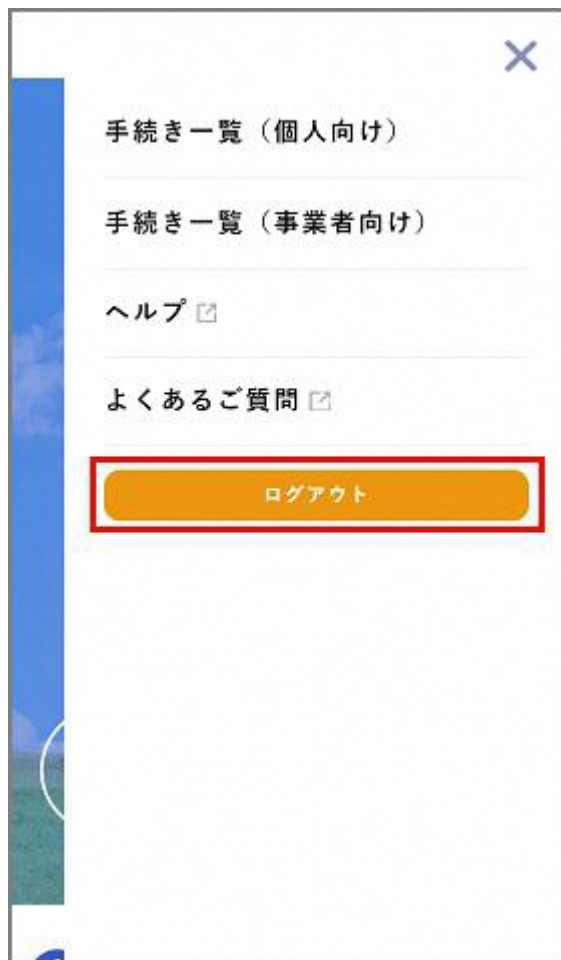 手続き一覧（個人向け）
手続き一覧（事業者向け）
ヘルプ
よくあるご質問
ログアウト